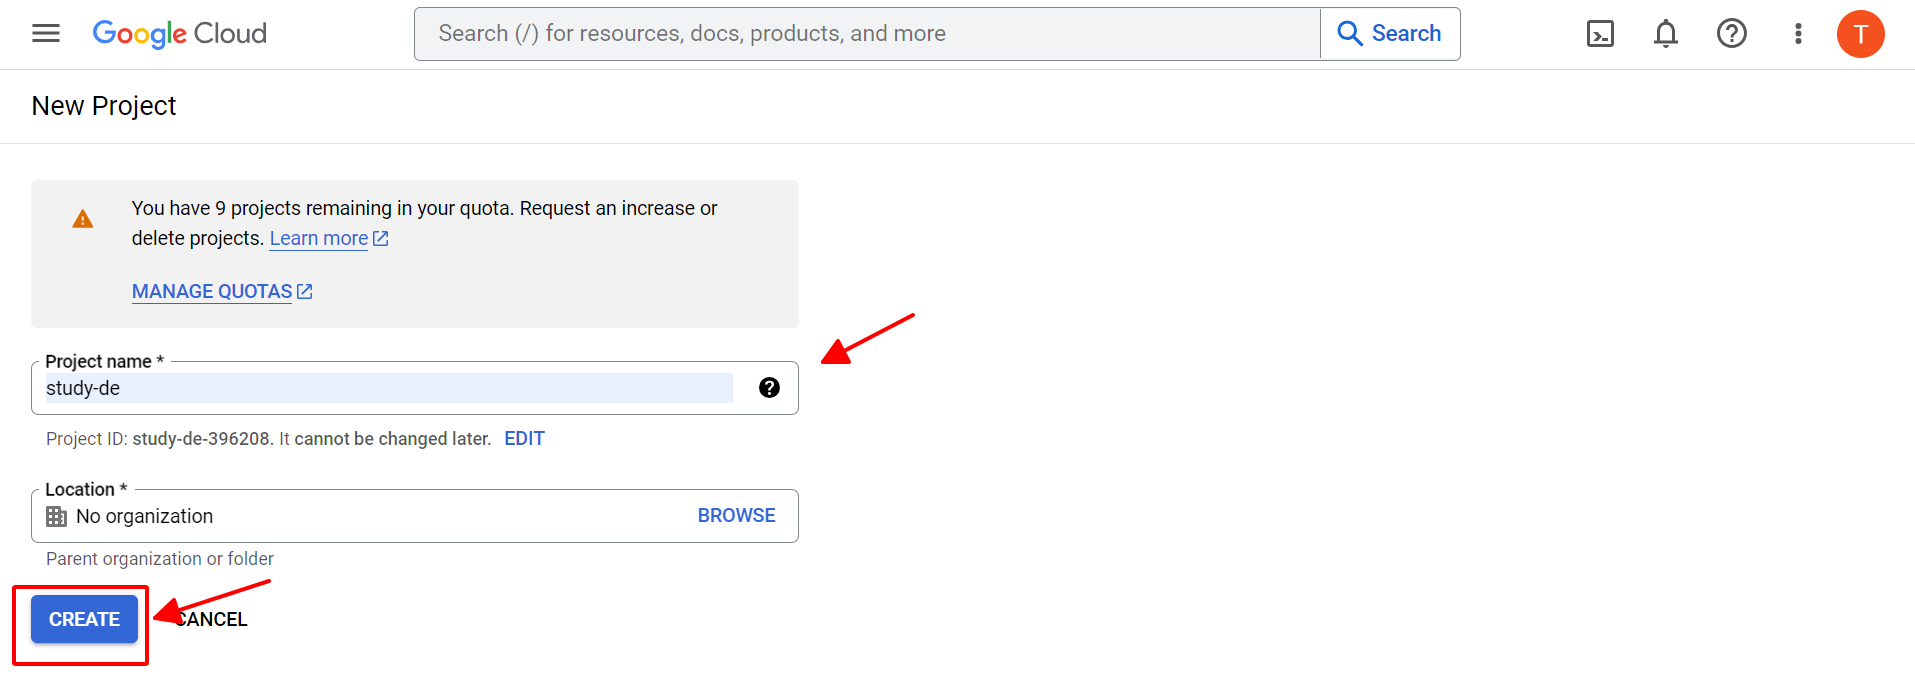 Google Cloud
Search (/) for resources, docs, products, and more
Search
T
New Project
You have 9 projects remaining in your quota. Request an increase or
delete projects. Learn more
MANAGE QUOTAS
Project name *
study-de
Project ID: study-de-396208. It cannot be changed later. EDIT
Location *
No organization
BROWSE
Parent organization or folder
CREATE
CANCEL